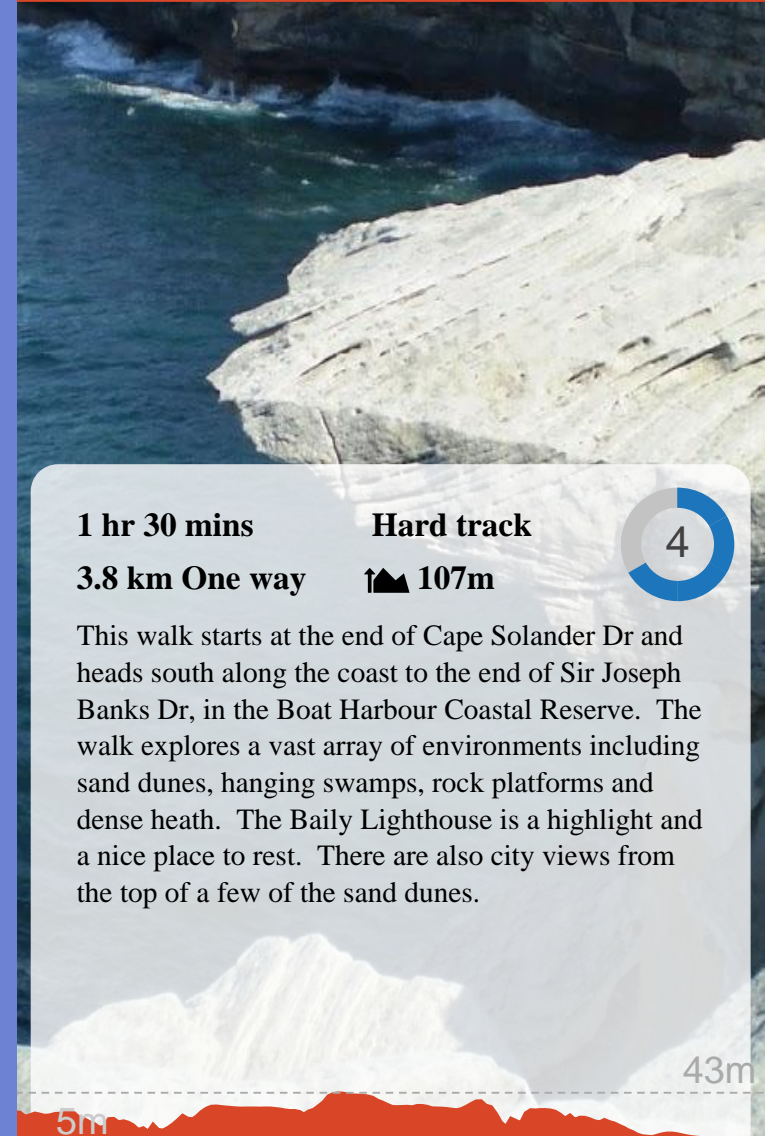 1 hr 30 mins Hard track 4
3.8 km One way 107m
This walk starts at the end of Cape Solander Dr and
heads south along the coast to the end of Sir Joseph
Banks Dr, in the Boat Harbour Coastal Reserve. The
walk explores a vast array of environments including
sand dunes, hanging swamps, rock platforms and
dense heath. The Baily Lighthouse is a highlight and
a nice place to rest. There are also city views from
the top of a few of the sand dunes.
43m
5m